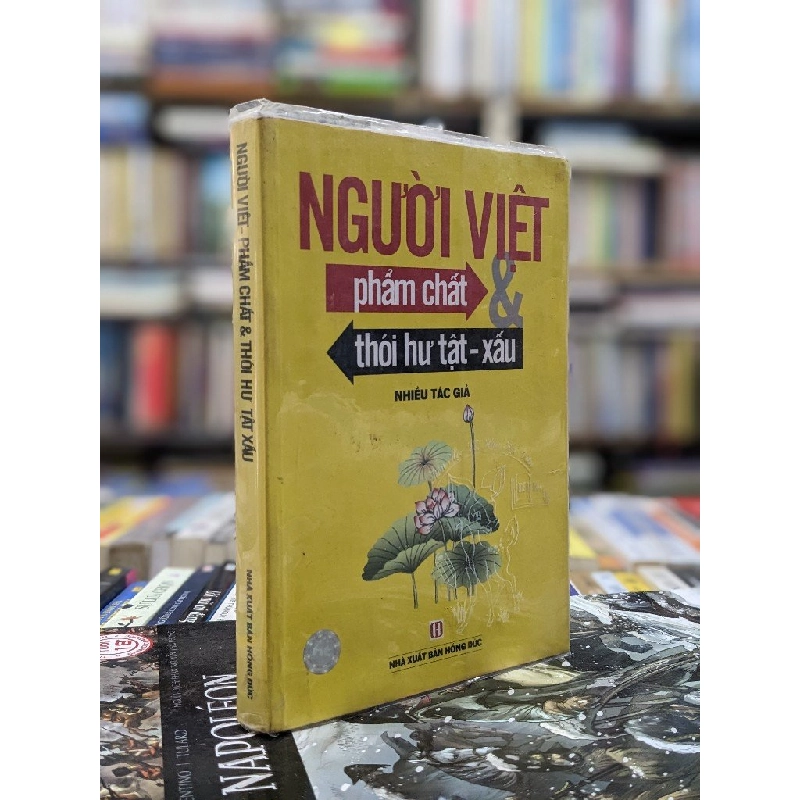 NGƯỜI VIỆT
phẩm chất
&
thói hư tật-xấu
NHIỀU TÁC GIẢ
NHÀ XUẤT BẢN HỒNG ĐỨC
NGƯỜI VIỆT - PHẨM CHẤT & THÓI HƯ TẬT XẤU
NHÀ XUẤT BẢN HỒNG ĐỨC
NAPOLÉON